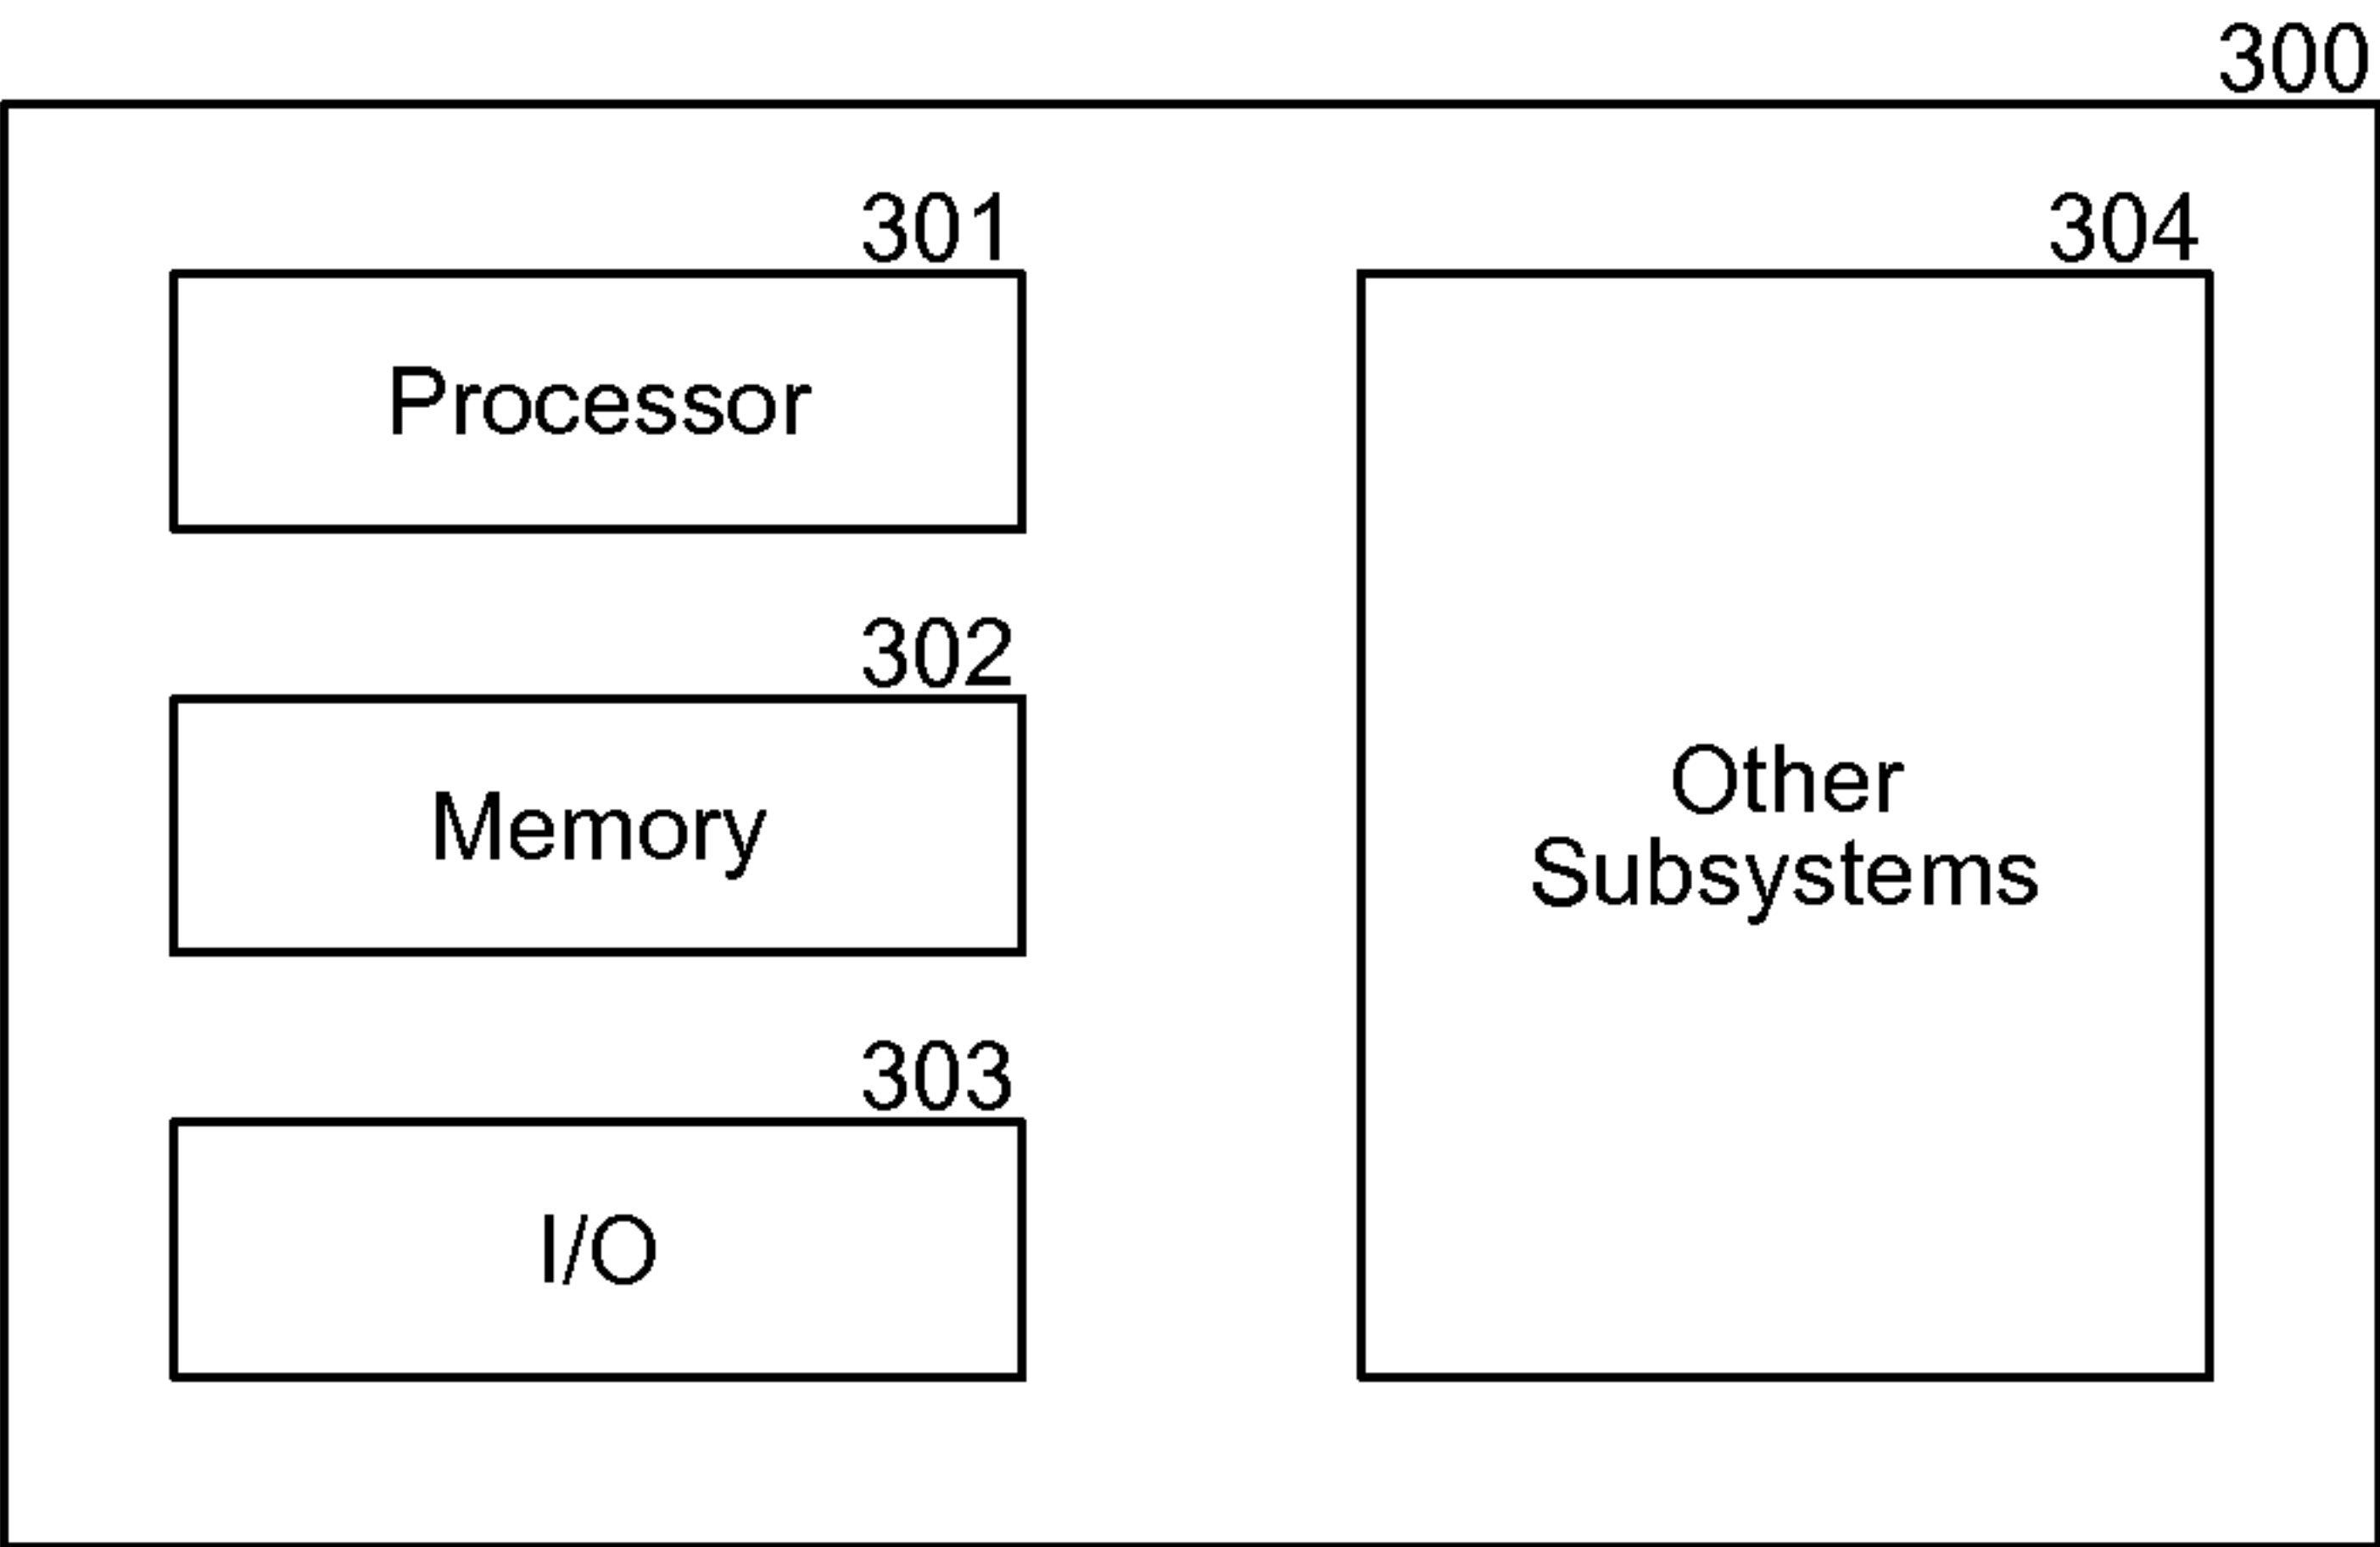 300
301
Processor
302
Memory
303
I/O
304
Other
Subsystems